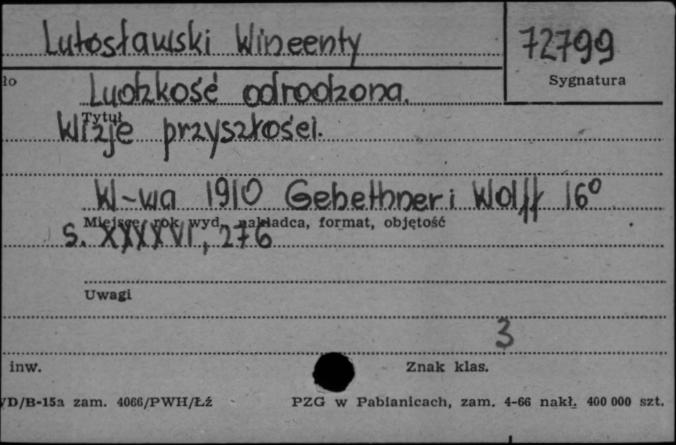 Lutosławski Wincenty 72799
Sygnatura
ło
Ludzkość odrodzona.
Tytuł
Wizje przyszłości.
W-wa 1910 Gebethner i Wolff 16°
Miejsce, rok wyd., nakładca, format, objętość
s. XXXXVI, 276
Uwagi
3
inw. Znak klas.
/D/B-15a zam. 4066/PWH/Łź PZG w Pabianicach, zam. 4-66 nakł. 400 000 szt.